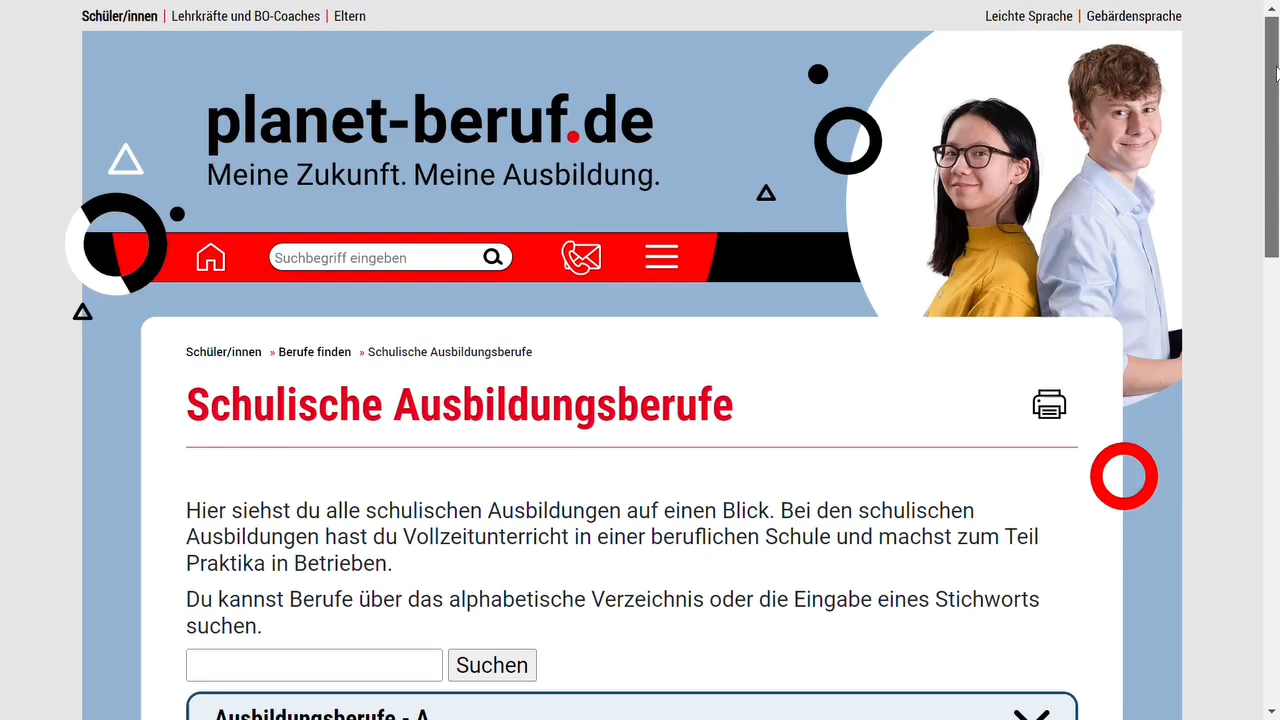 Schüler/innen | Lehrkräfte und BO-Coaches | Eltern
Leichte Sprache | Gebärdensprache
planet-beruf.de
Meine Zukunft. Meine Ausbildung.
Suchbegriff eingeben
Schüler/innen » Berufe finden » Schulische Ausbildungsberufe
Schulische Ausbildungsberufe
Hier siehst du alle schulischen Ausbildungen auf einen Blick. Bei den schulischen
Ausbildungen hast du Vollzeitunterricht in einer beruflichen Schule und machst zum Teil
Praktika in Betrieben.
Du kannst Berufe über das alphabetische Verzeichnis oder die Eingabe eines Stichworts
suchen.
Suchen
Ausbildungsberufe - A